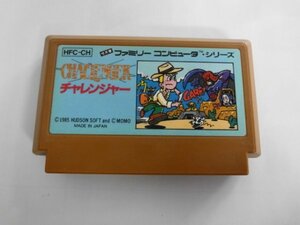 HFC-CH
ファミリー コンピュータ・シリーズ
CHALLENGER
チャレンジャー
© 1985 HUDSON SOFT and © MOMO
MADE IN JAPAN